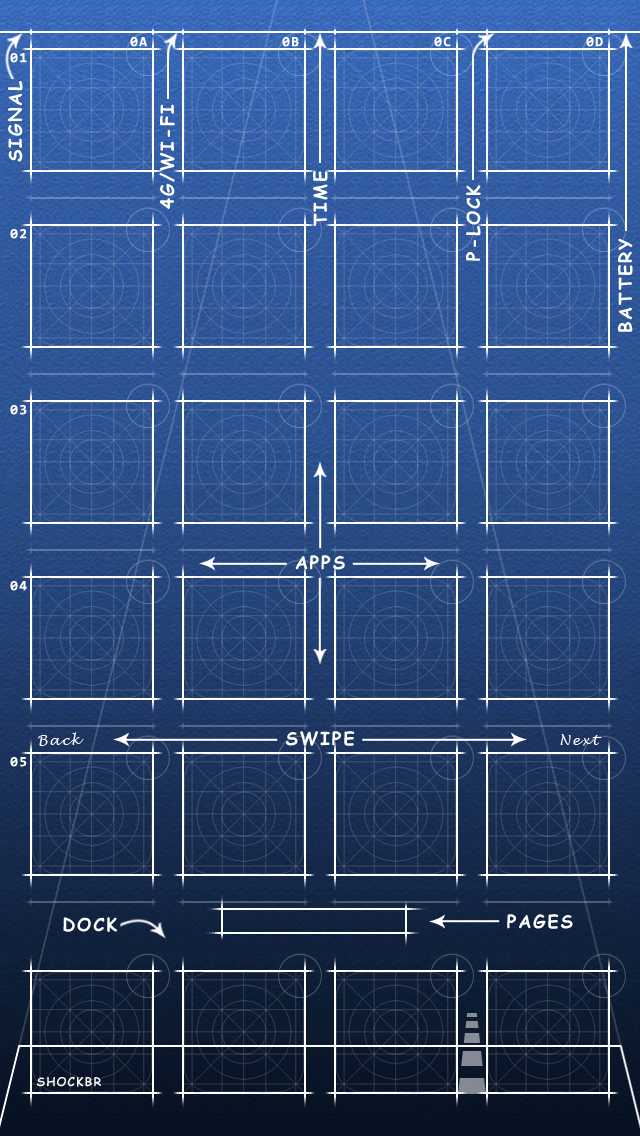 0A
0B
0C
0D
01
SIGNAL
4G/WI-FI
TIME
P-LOCK
BATTERY
02
03
APPS
04
Back
SWIPE
Next
05
DOCK
PAGES
SHOCKBR